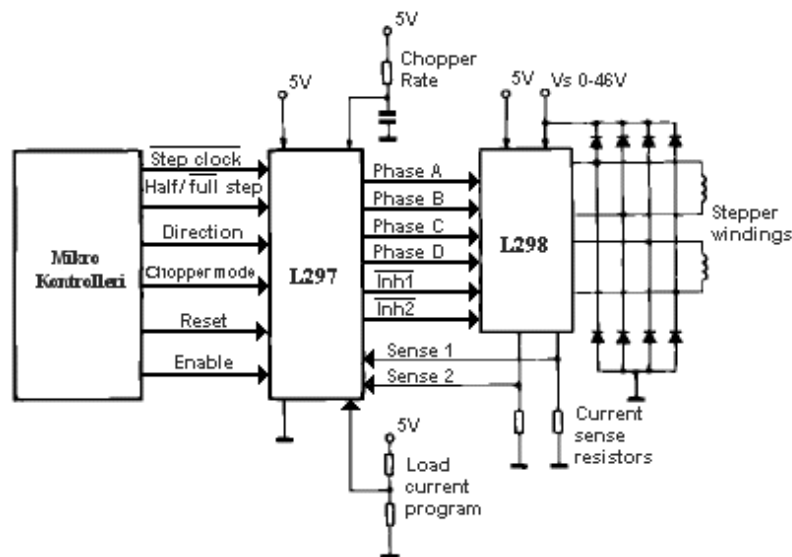 5V
Chopper
Rate
5V
5V
Vs 0-46V
Step clock
Half/full step
Direction
Chopper mode
Reset
Enable
Mikro
Kontrolleri
L297
Phase A
Phase B
Phase C
Phase D
Inh1
Inh2
Sense 1
Sense 2
L298
Stepper
windings
Current
sense
resistors
5V
Load
current
program